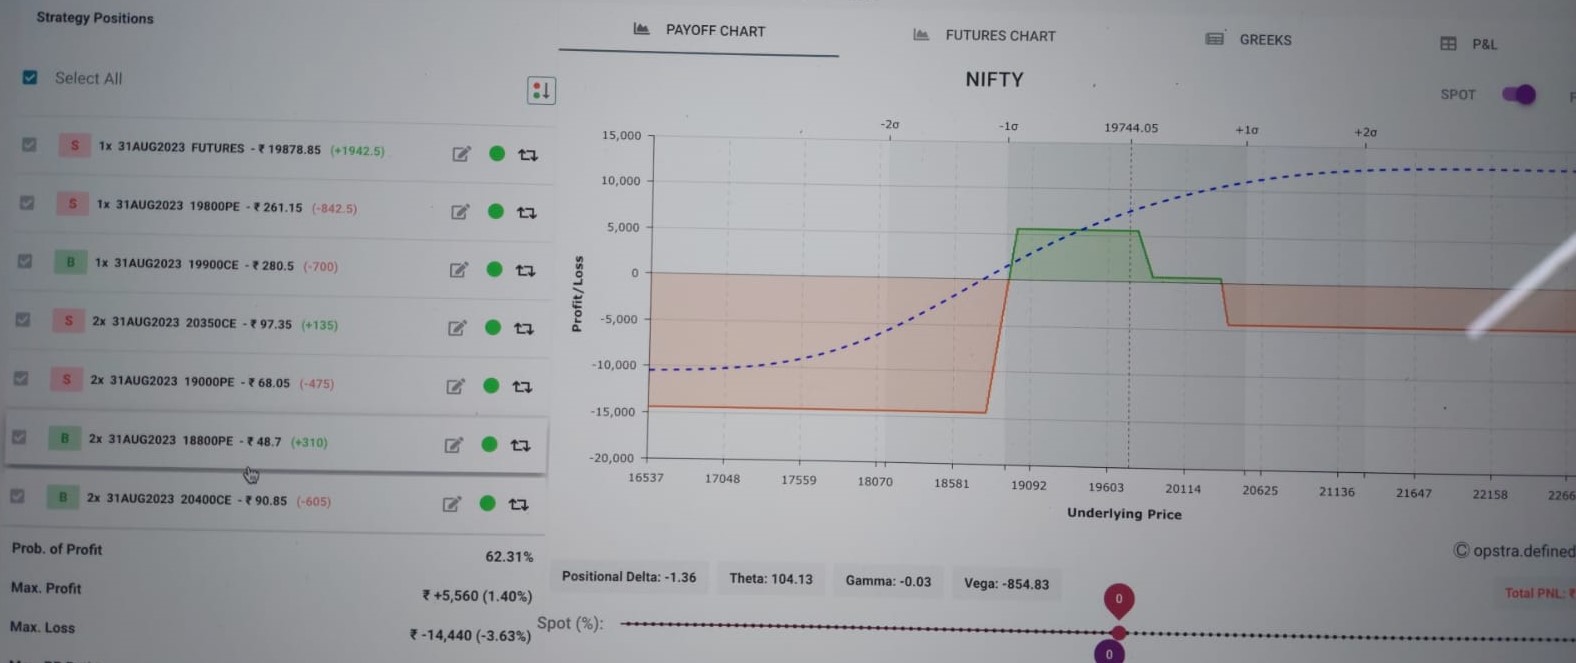 Strategy Positions
Select All
S 1x 31AUG2023 FUTURES - ₹ 19878.85 (+1942.5)
S 1x 31AUG2023 19800PE - ₹ 261.15 (-842.5)
B 1x 31AUG2023 19900CE - ₹ 280.5 (-700)
S 2x 31AUG2023 20350CE - ₹ 97.35 (+135)
S 2x 31AUG2023 19000PE - ₹ 68.05 (-475)
B 2x 31AUG2023 18800PE - ₹ 48.7 (+310)
B 2x 31AUG2023 20400CE - ₹ 90.85 (-605)
Prob. of Profit 62.31%
Max. Profit ₹ +5,560 (1.40%)
Max. Loss ₹ -14,440 (-3.63%)
PAYOFF CHART FUTURES CHART GREEKS P&L
NIFTY
SPOT
-2σ -1σ 19744.05 +1σ +2σ
15,000
10,000
5,000
0
-5,000
-10,000
-15,000
-20,000
Profit/Loss
16537 17048 17559 18070 18581 19092 19603 20114 20625 21136 21647 22158 2266
Underlying Price
© opstra.defined
Positional Delta: -1.36 Theta: 104.13 Gamma: -0.03 Vega: -854.83
Total PNL: ₹
0
Spot (%):
0